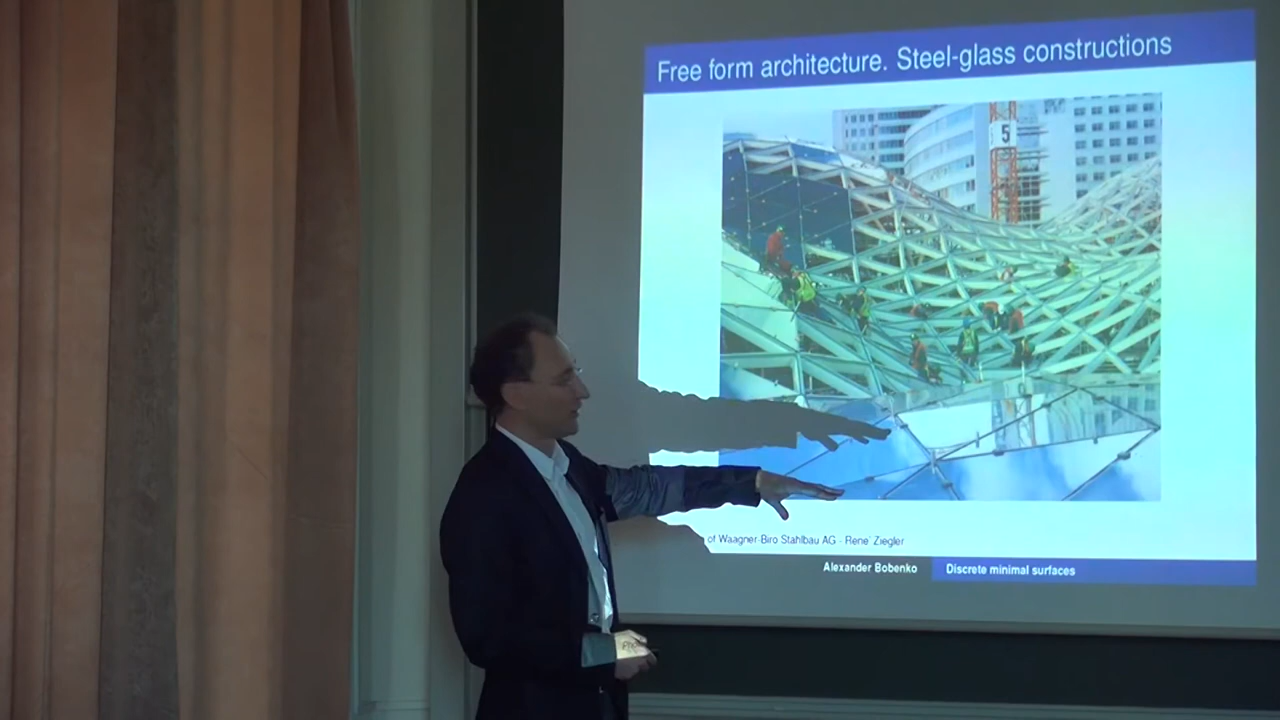 Free form architecture. Steel-glass constructions
5
of Waagner-Biro Stahlbau AG - Rene´ Ziegler
Alexander Bobenko
Discrete minimal surfaces